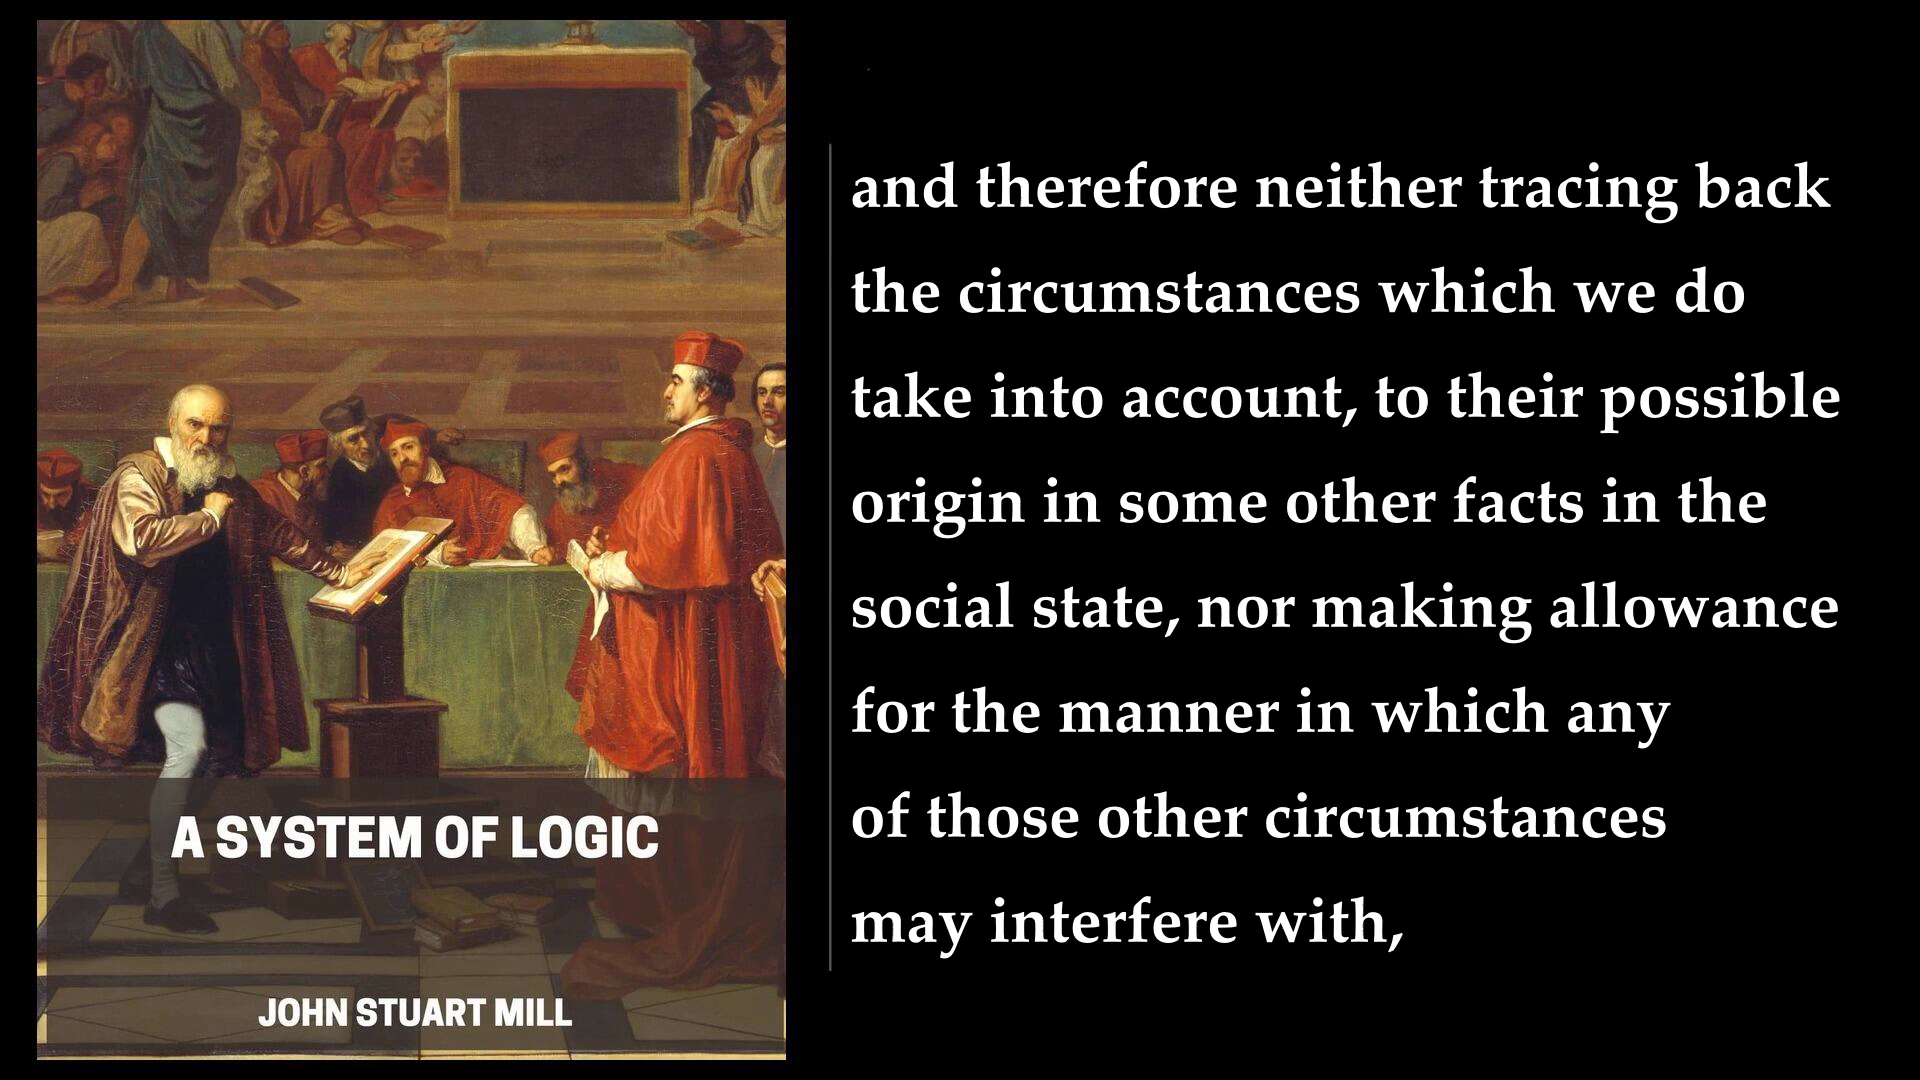 A SYSTEM OF LOGIC
JOHN STUART MILL
and therefore neither tracing back
the circumstances which we do
take into account, to their possible
origin in some other facts in the
social state, nor making allowance
for the manner in which any
of those other circumstances
may interfere with,